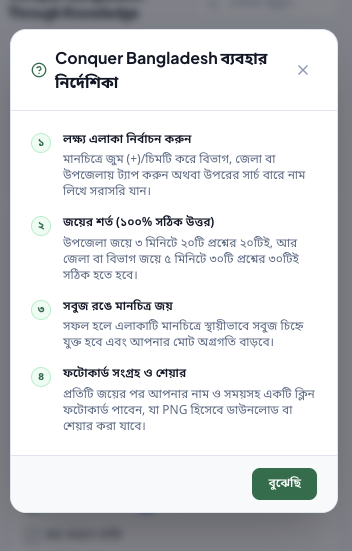 Through Knowledge
Conquer Bangladesh ব্যবহার
নির্দেশিকা
১
লক্ষ্য এলাকা নির্বাচন করুন
মানচিত্রে জুম (+)/চিমটি করে বিভাগ, জেলা বা
উপজেলায় ট্যাপ করুন অথবা উপরের সার্চ বারে নাম
লিখে সরাসরি যান।
২
জয়ের শর্ত (১০০% সঠিক উত্তর)
উপজেলা জয়ে ৩ মিনিটে ২০টি প্রশ্নের ২০টিই, আর
জেলা বা বিভাগ জয়ে ৫ মিনিটে ৩০টি প্রশ্নের ৩০টিই
সঠিক হতে হবে।
৩
সবুজ রঙে মানচিত্র জয়
সফল হলে এলাকাটি মানচিত্রে স্থায়ীভাবে সবুজ চিহ্নে
যুক্ত হবে এবং আপনার মোট অগ্রগতি বাড়বে।
৪
ফটোকার্ড সংগ্রহ ও শেয়ার
প্রতিটি জয়ের পর আপনার নাম ও সময়সহ একটি ক্লিন
ফটোকার্ড পাবেন, যা PNG হিসেবে ডাউনলোড বা
শেয়ার করা যাবে।
বুঝেছি